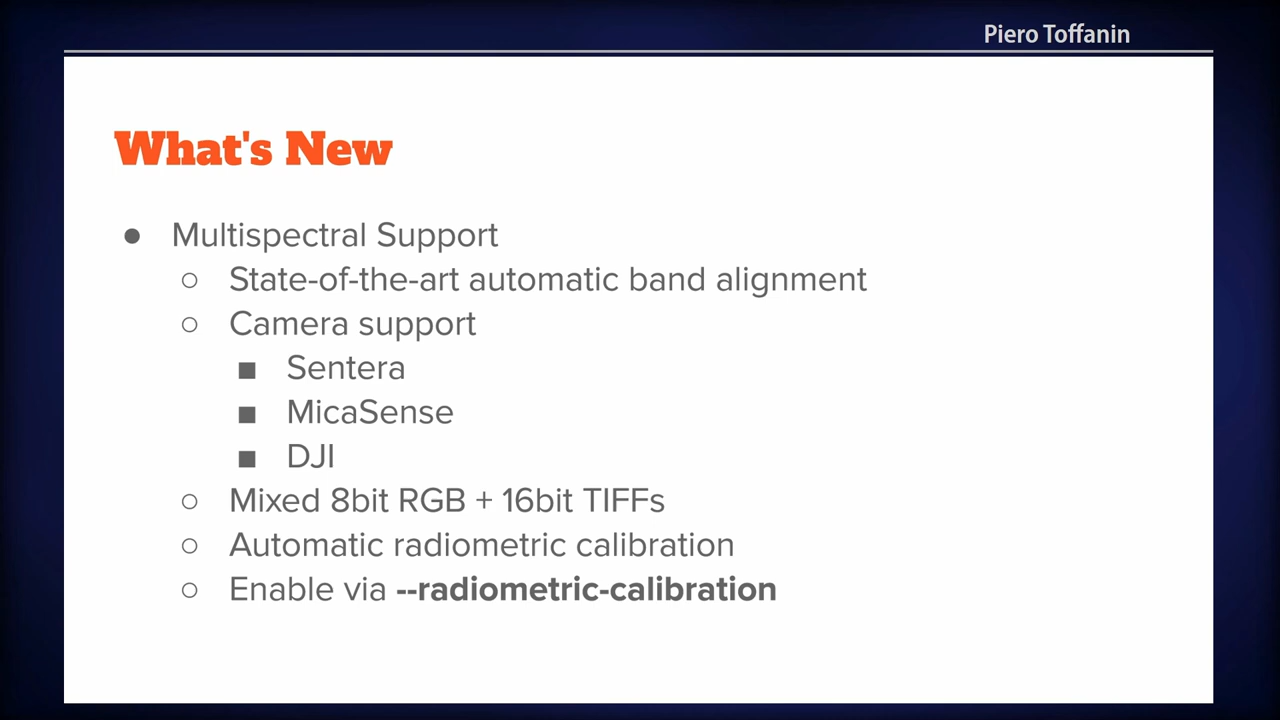 Piero Toffanin
What's New
● Multispectral Support
○ State-of-the-art automatic band alignment
○ Camera support
■ Sentera
■ MicaSense
■ DJI
○ Mixed 8bit RGB + 16bit TIFFs
○ Automatic radiometric calibration
○ Enable via --radiometric-calibration